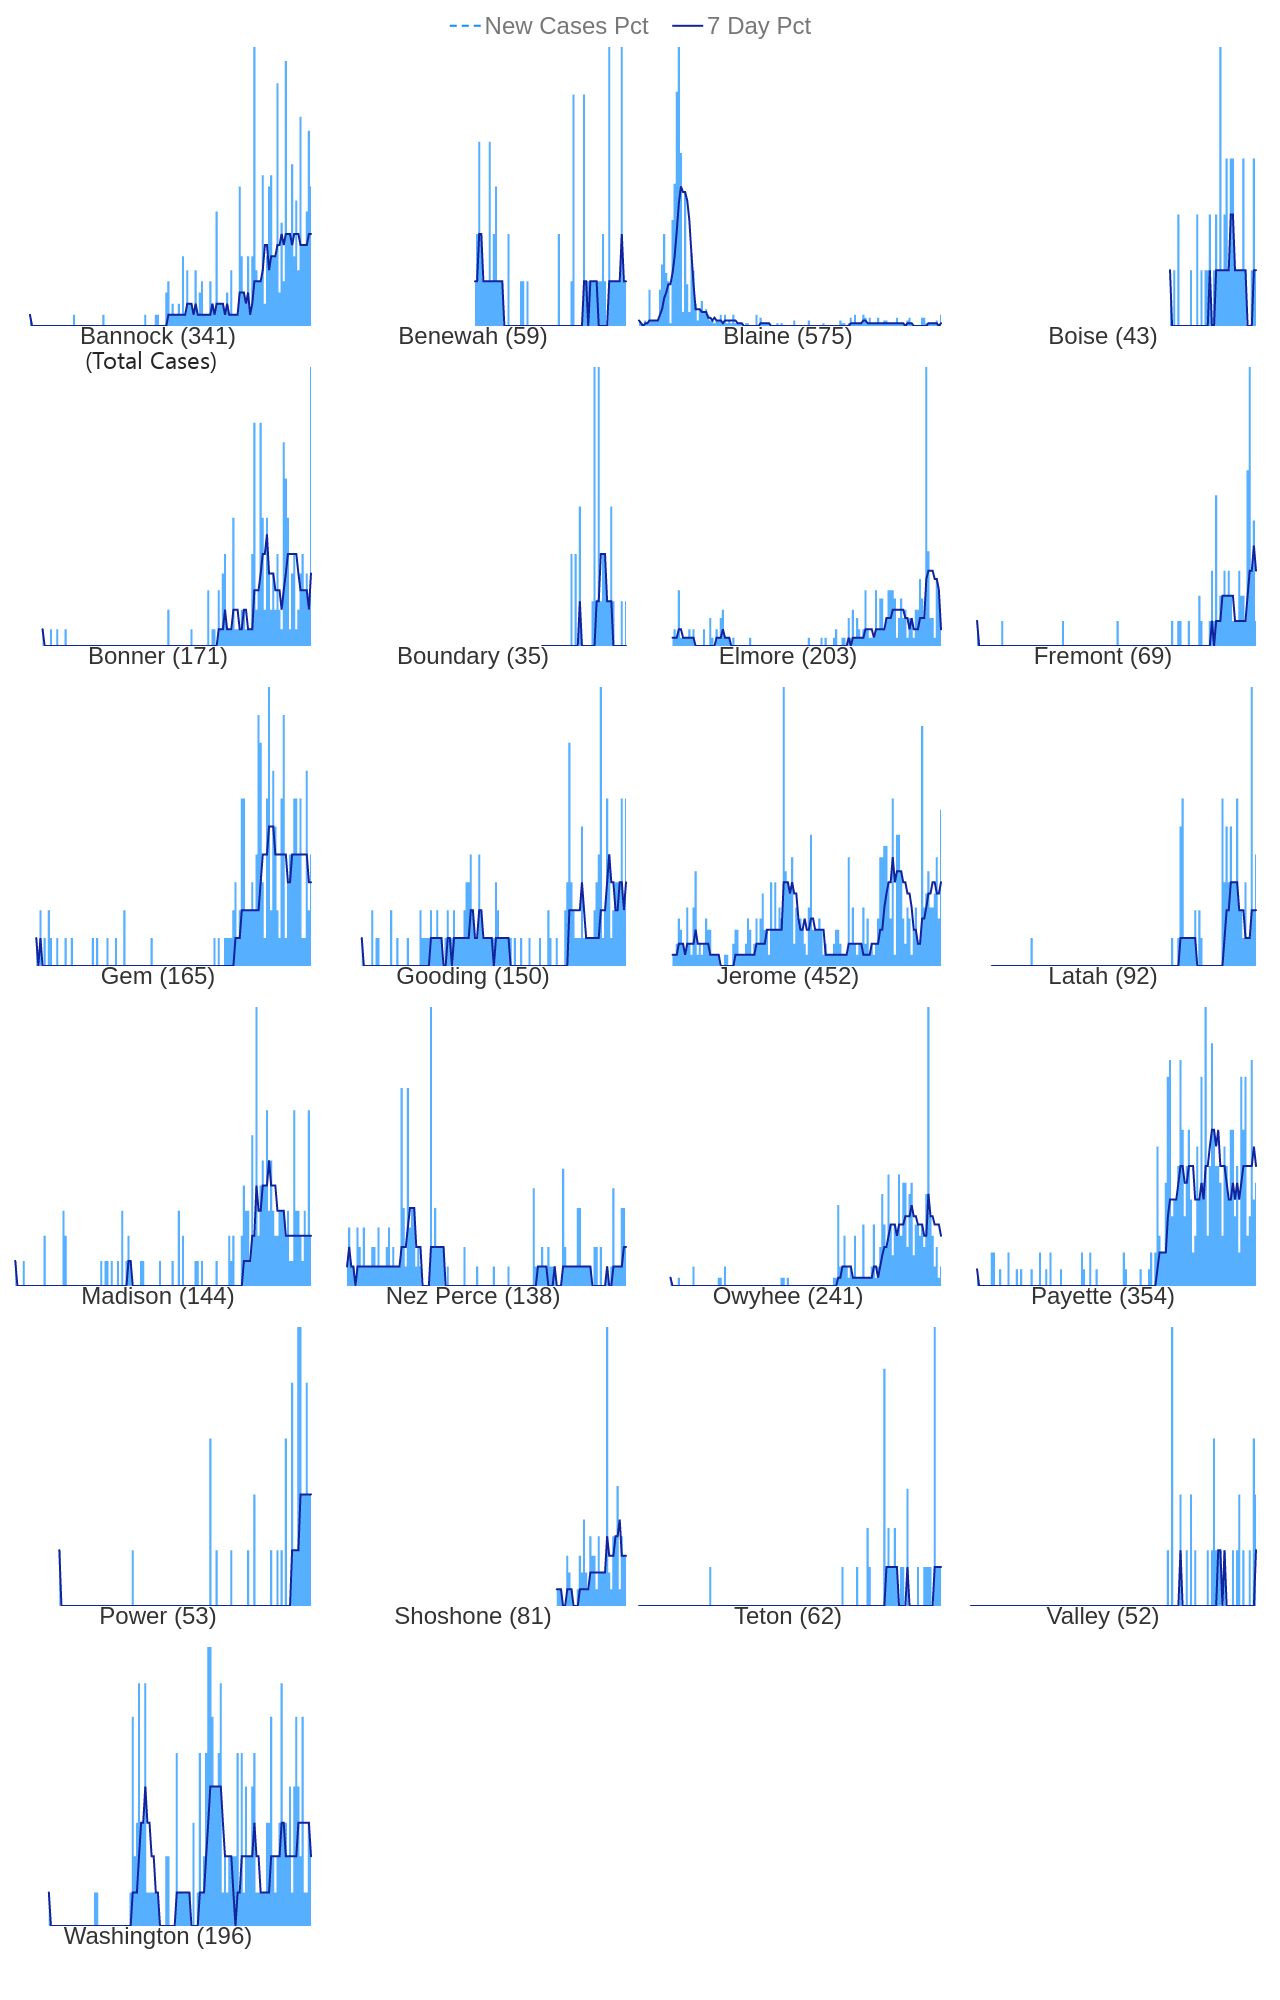 New Cases Pct 7 Day Pct
Bannock (341) Benewah (59) Blaine (575) Boise (43)
(Total Cases)
Bonner (171) Boundary (35) Elmore (203) Fremont (69)
Gem (165) Gooding (150) Jerome (452) Latah (92)
Madison (144) Nez Perce (138) Owyhee (241) Payette (354)
Power (53) Shoshone (81) Teton (62) Valley (52)
Washington (196)